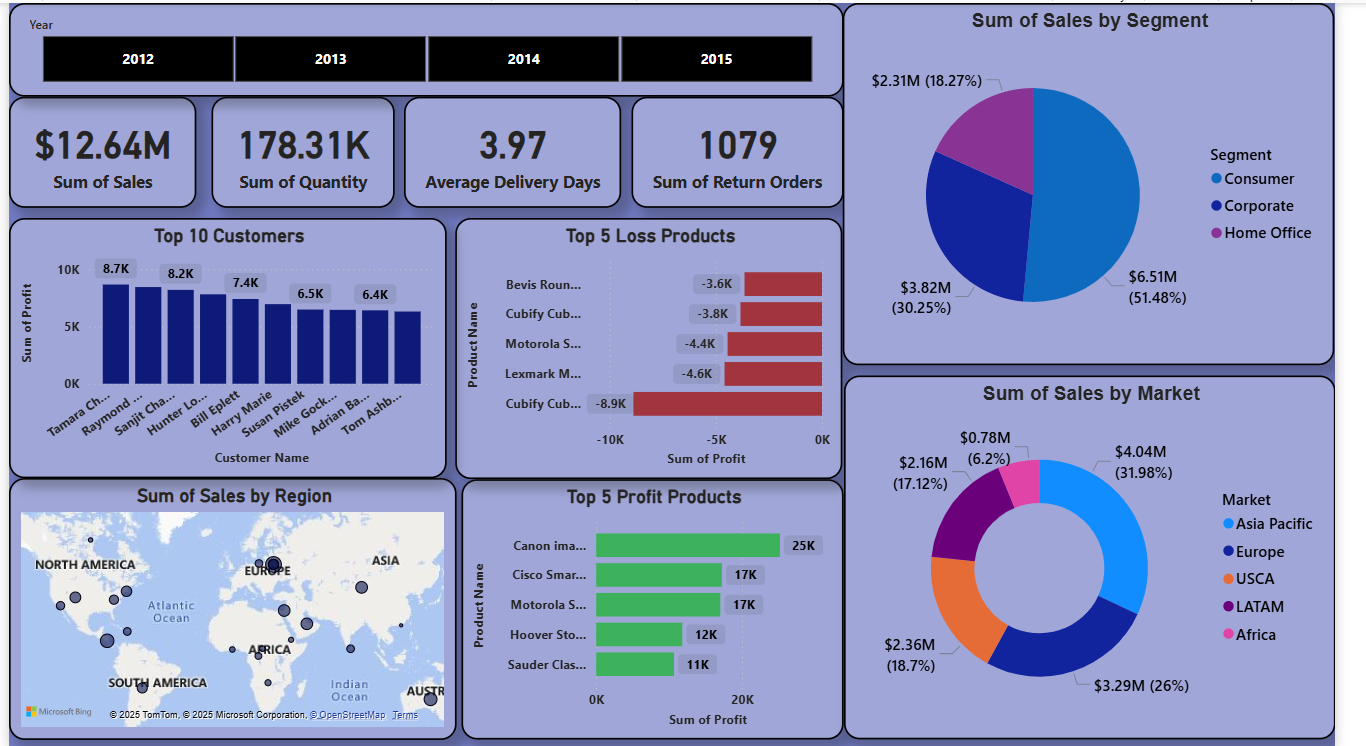 Year
2012
2013
2014
2015
$12.64M
Sum of Sales
178.31K
Sum of Quantity
3.97
Average Delivery Days
1079
Sum of Return Orders
Top 10 Customers
Sum of Profit
10K
5K
0K
8.7K
8.2K
7.4K
6.5K
6.4K
Tamara Ch...
Raymond ...
Sanjit Cha...
Hunter Lo...
Bill Eplett
Harry Marie
Susan Pistek
Mike Gock...
Adrian Ba...
Tom Ashb...
Customer Name
Top 5 Loss Products
Product Name
Bevis Roun...
-3.6K
Cubify Cub...
-3.8K
Motorola S...
-4.4K
Lexmark M...
-4.6K
Cubify Cub...
-8.9K
-10K
-5K
0K
Sum of Profit
Sum of Sales by Region
NORTH AMERICA
EUROPE
ASIA
Atlantic
Ocean
AFRICA
SOUTH AMERICA
Indian
Ocean
AUSTR
Microsoft Bing
© 2025 TomTom, © 2025 Microsoft Corporation, © OpenStreetMap Terms
Top 5 Profit Products
Product Name
Canon ima...
25K
Cisco Smar...
17K
Motorola S...
17K
Hoover Sto...
12K
Sauder Clas...
11K
0K
20K
Sum of Profit
Sum of Sales by Segment
$2.31M (18.27%)
$3.82M
(30.25%)
$6.51M
(51.48%)
Segment
Consumer
Corporate
Home Office
Sum of Sales by Market
$0.78M
(6.2%)
$4.04M
(31.98%)
$2.16M
(17.12%)
$2.36M
(18.7%)
$3.29M (26%)
Market
Asia Pacific
Europe
USCA
LATAM
Africa